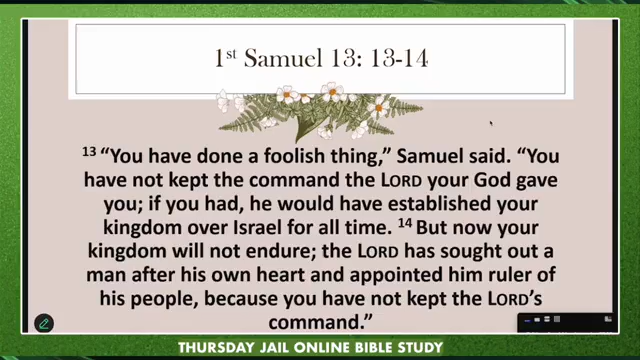 1st Samuel 13: 13-14
13 “You have done a foolish thing,” Samuel said. “You
have not kept the command the LORD your God gave
you; if you had, he would have established your
kingdom over Israel for all time. 14 But now your
kingdom will not endure; the LORD has sought out a
man after his own heart and appointed him ruler of
his people, because you have not kept the LORD’s
command.”
THURSDAY JAIL ONLINE BIBLE STUDY